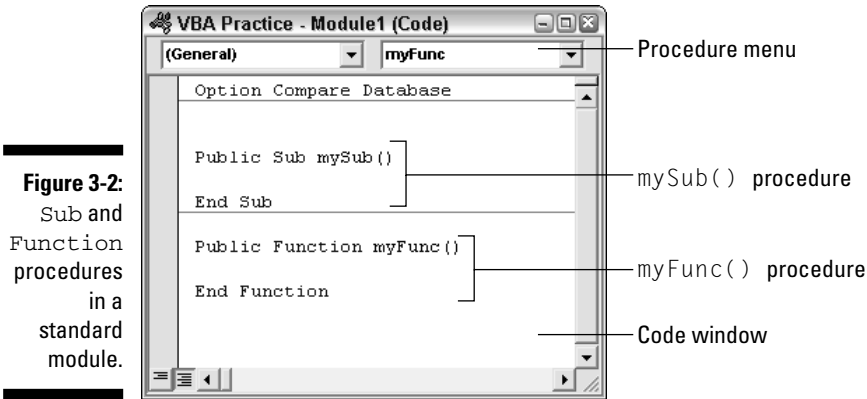 VBA Practice - Module1 (Code)
(General)
myFunc
Procedure menu
Option Compare Database
Public Sub mySub()
End Sub
mySub() procedure
Public Function myFunc()
End Function
myFunc() procedure
Code window
Figure 3-2:
Sub and
Function
procedures
in a
standard
module.